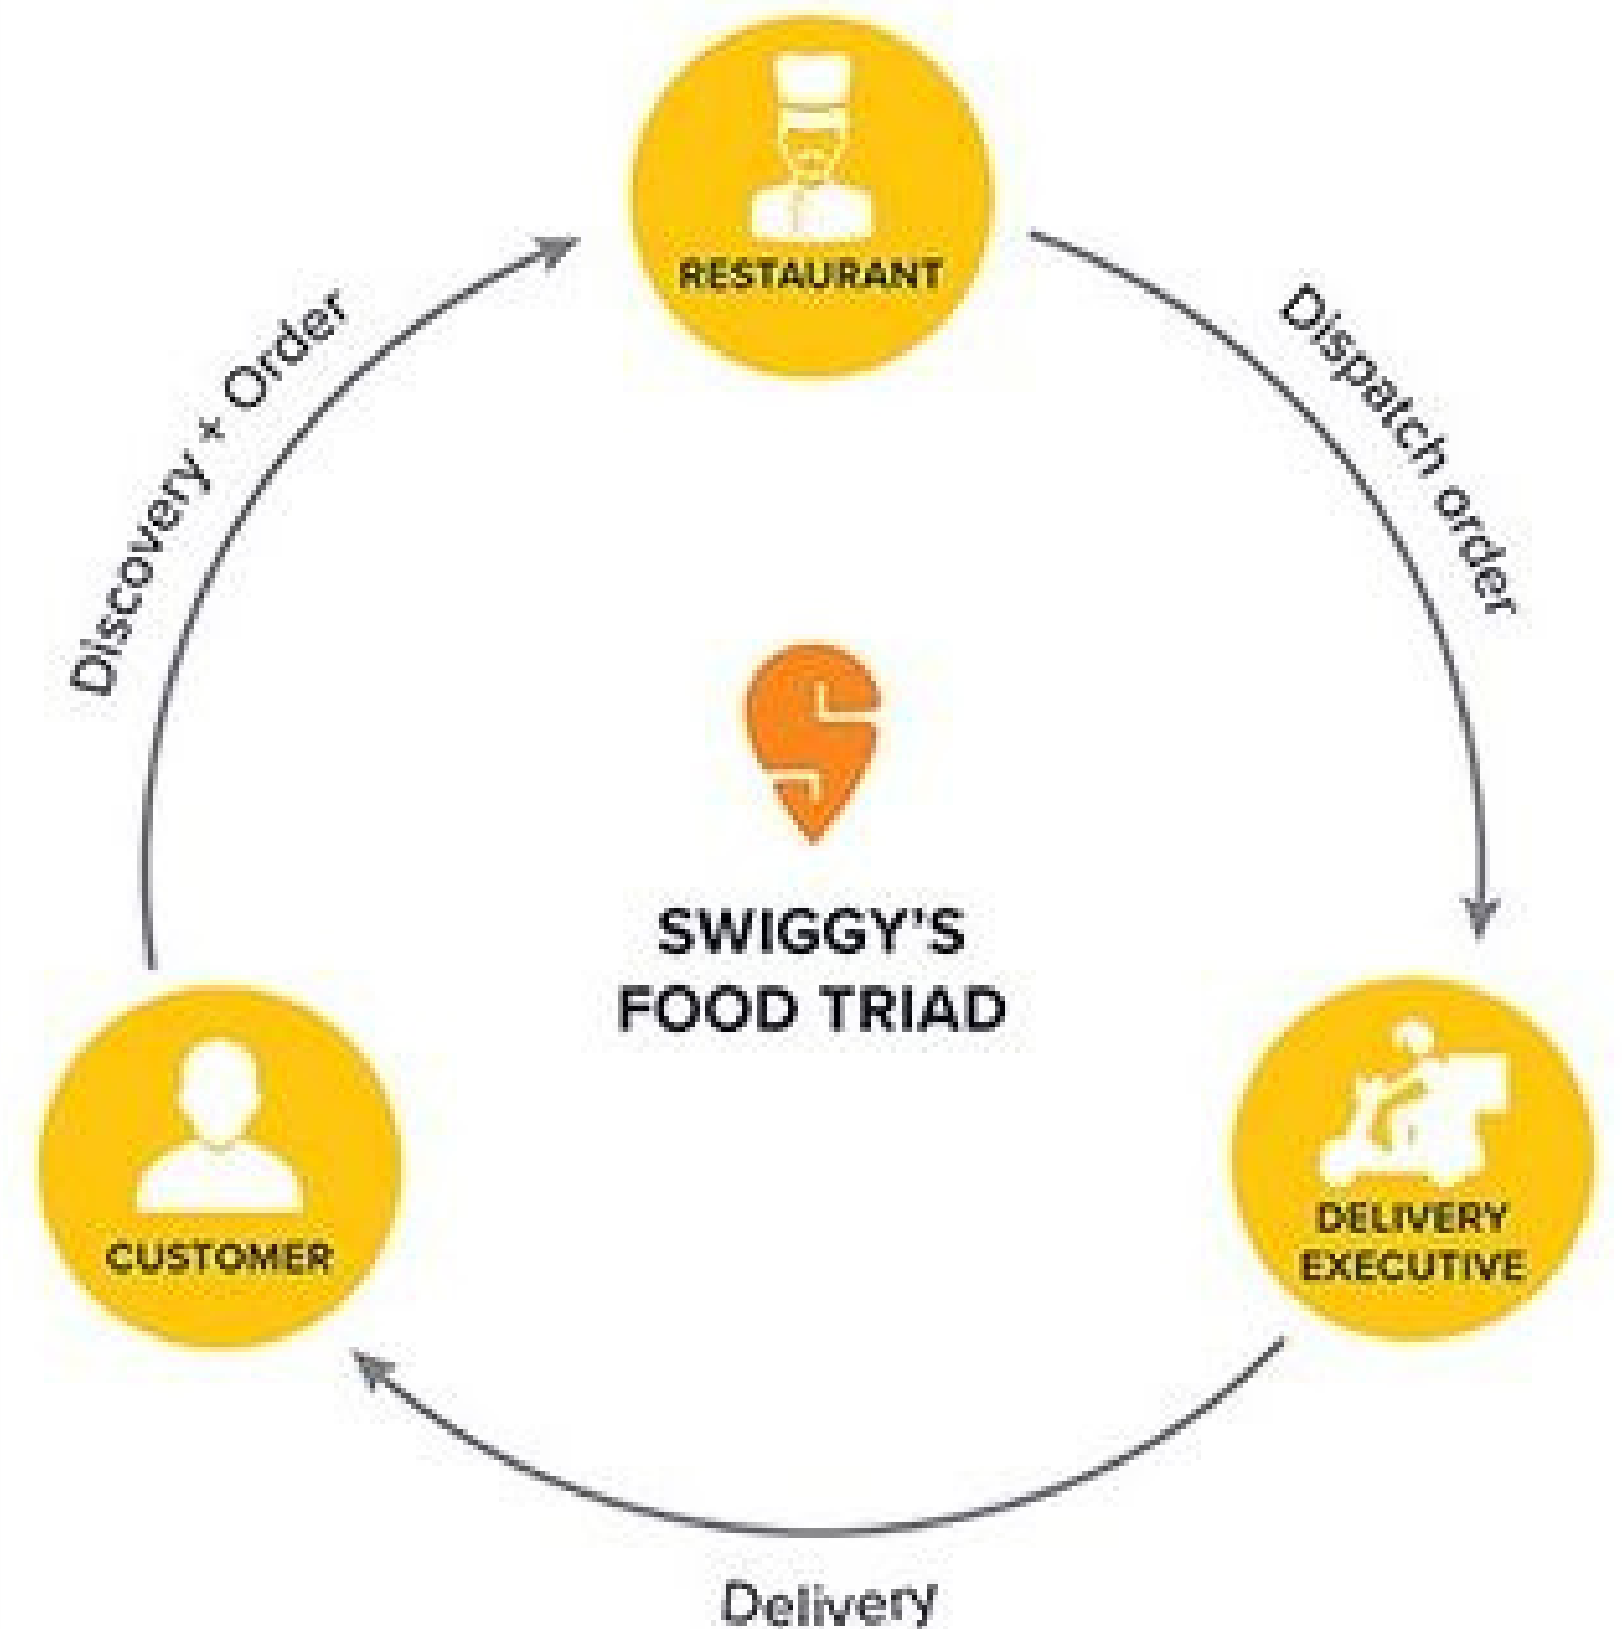 RESTAURANT
Discovery + Order
Dispatch order
SWIGGY'S
FOOD TRIAD
CUSTOMER
DELIVERY
EXECUTIVE
Delivery